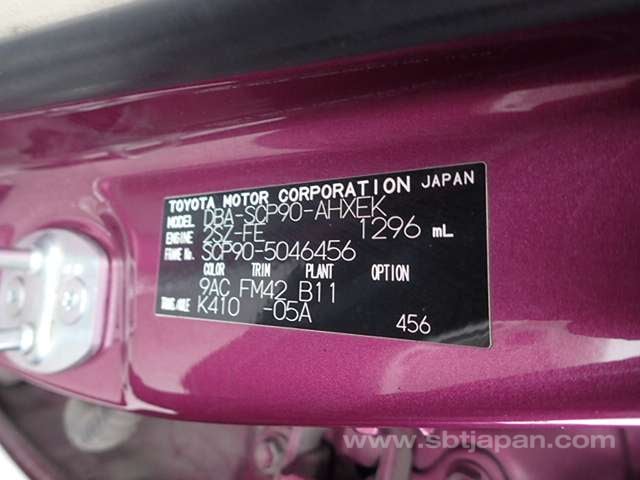 TOYOTA MOTOR CORPORATION JAPAN
MODEL DBA-SCP90-AHXEK
ENGINE 2SZ-FE 1296 mL
FRAME No. SCP90-5046456
COLOR TRIM PLANT OPTION
9AC FM42 B11
TRANS.AXLE K410 -05A
456
www.sbtjapan.com